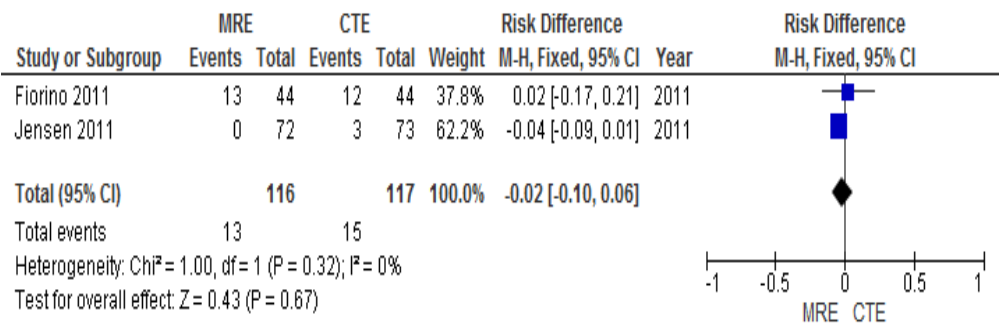 MRE CTE Risk Difference Risk Difference
Study or Subgroup Events Total Events Total Weight M-H, Fixed, 95% CI Year M-H, Fixed, 95% CI
Fiorino 2011 13 44 12 44 37.8% 0.02 [-0.17, 0.21] 2011
Jensen 2011 0 72 3 73 62.2% -0.04 [-0.09, 0.01] 2011
Total (95% CI) 116 117 100.0% -0.02 [-0.10, 0.06]
Total events 13 15
Heterogeneity: Chi² = 1.00, df = 1 (P = 0.32); I² = 0%
Test for overall effect: Z = 0.43 (P = 0.67)
-1 -0.5 0 0.5 1
MRE CTE